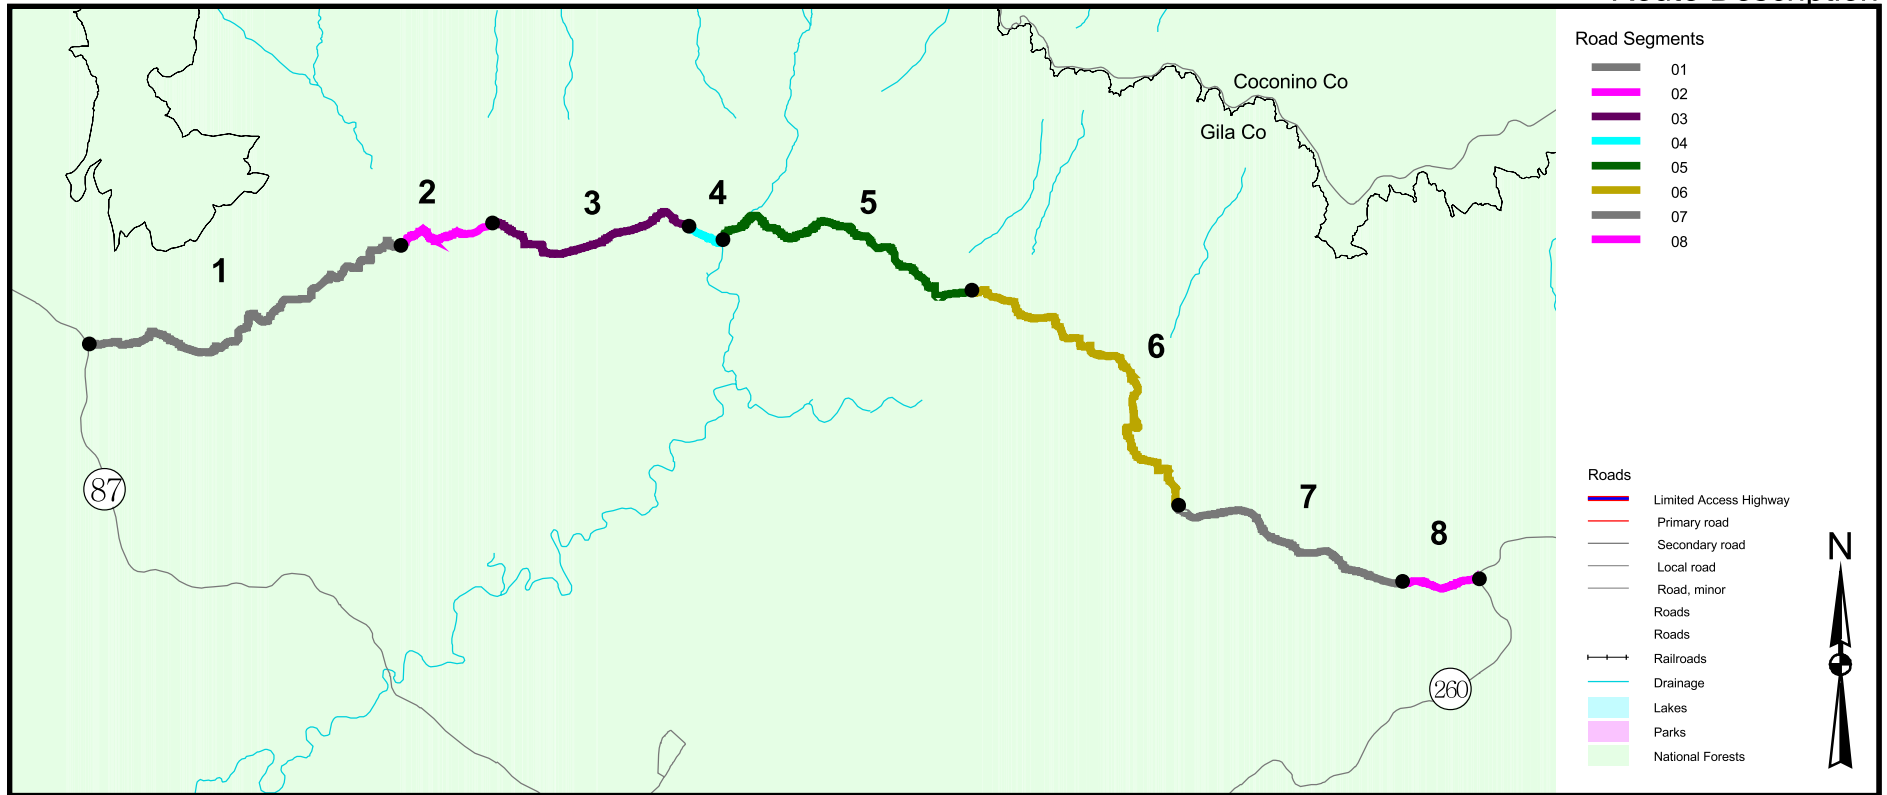 Route Description
Road Segments
01
02
03
04
05
06
07
08
Coconino Co
Gila Co
1
2
3
4
5
6
7
8
87
260
Roads
Limited Access Highway
Primary road
Secondary road
Local road
Road, minor
Roads
Roads
Railroads
Drainage
Lakes
Parks
National Forests
N